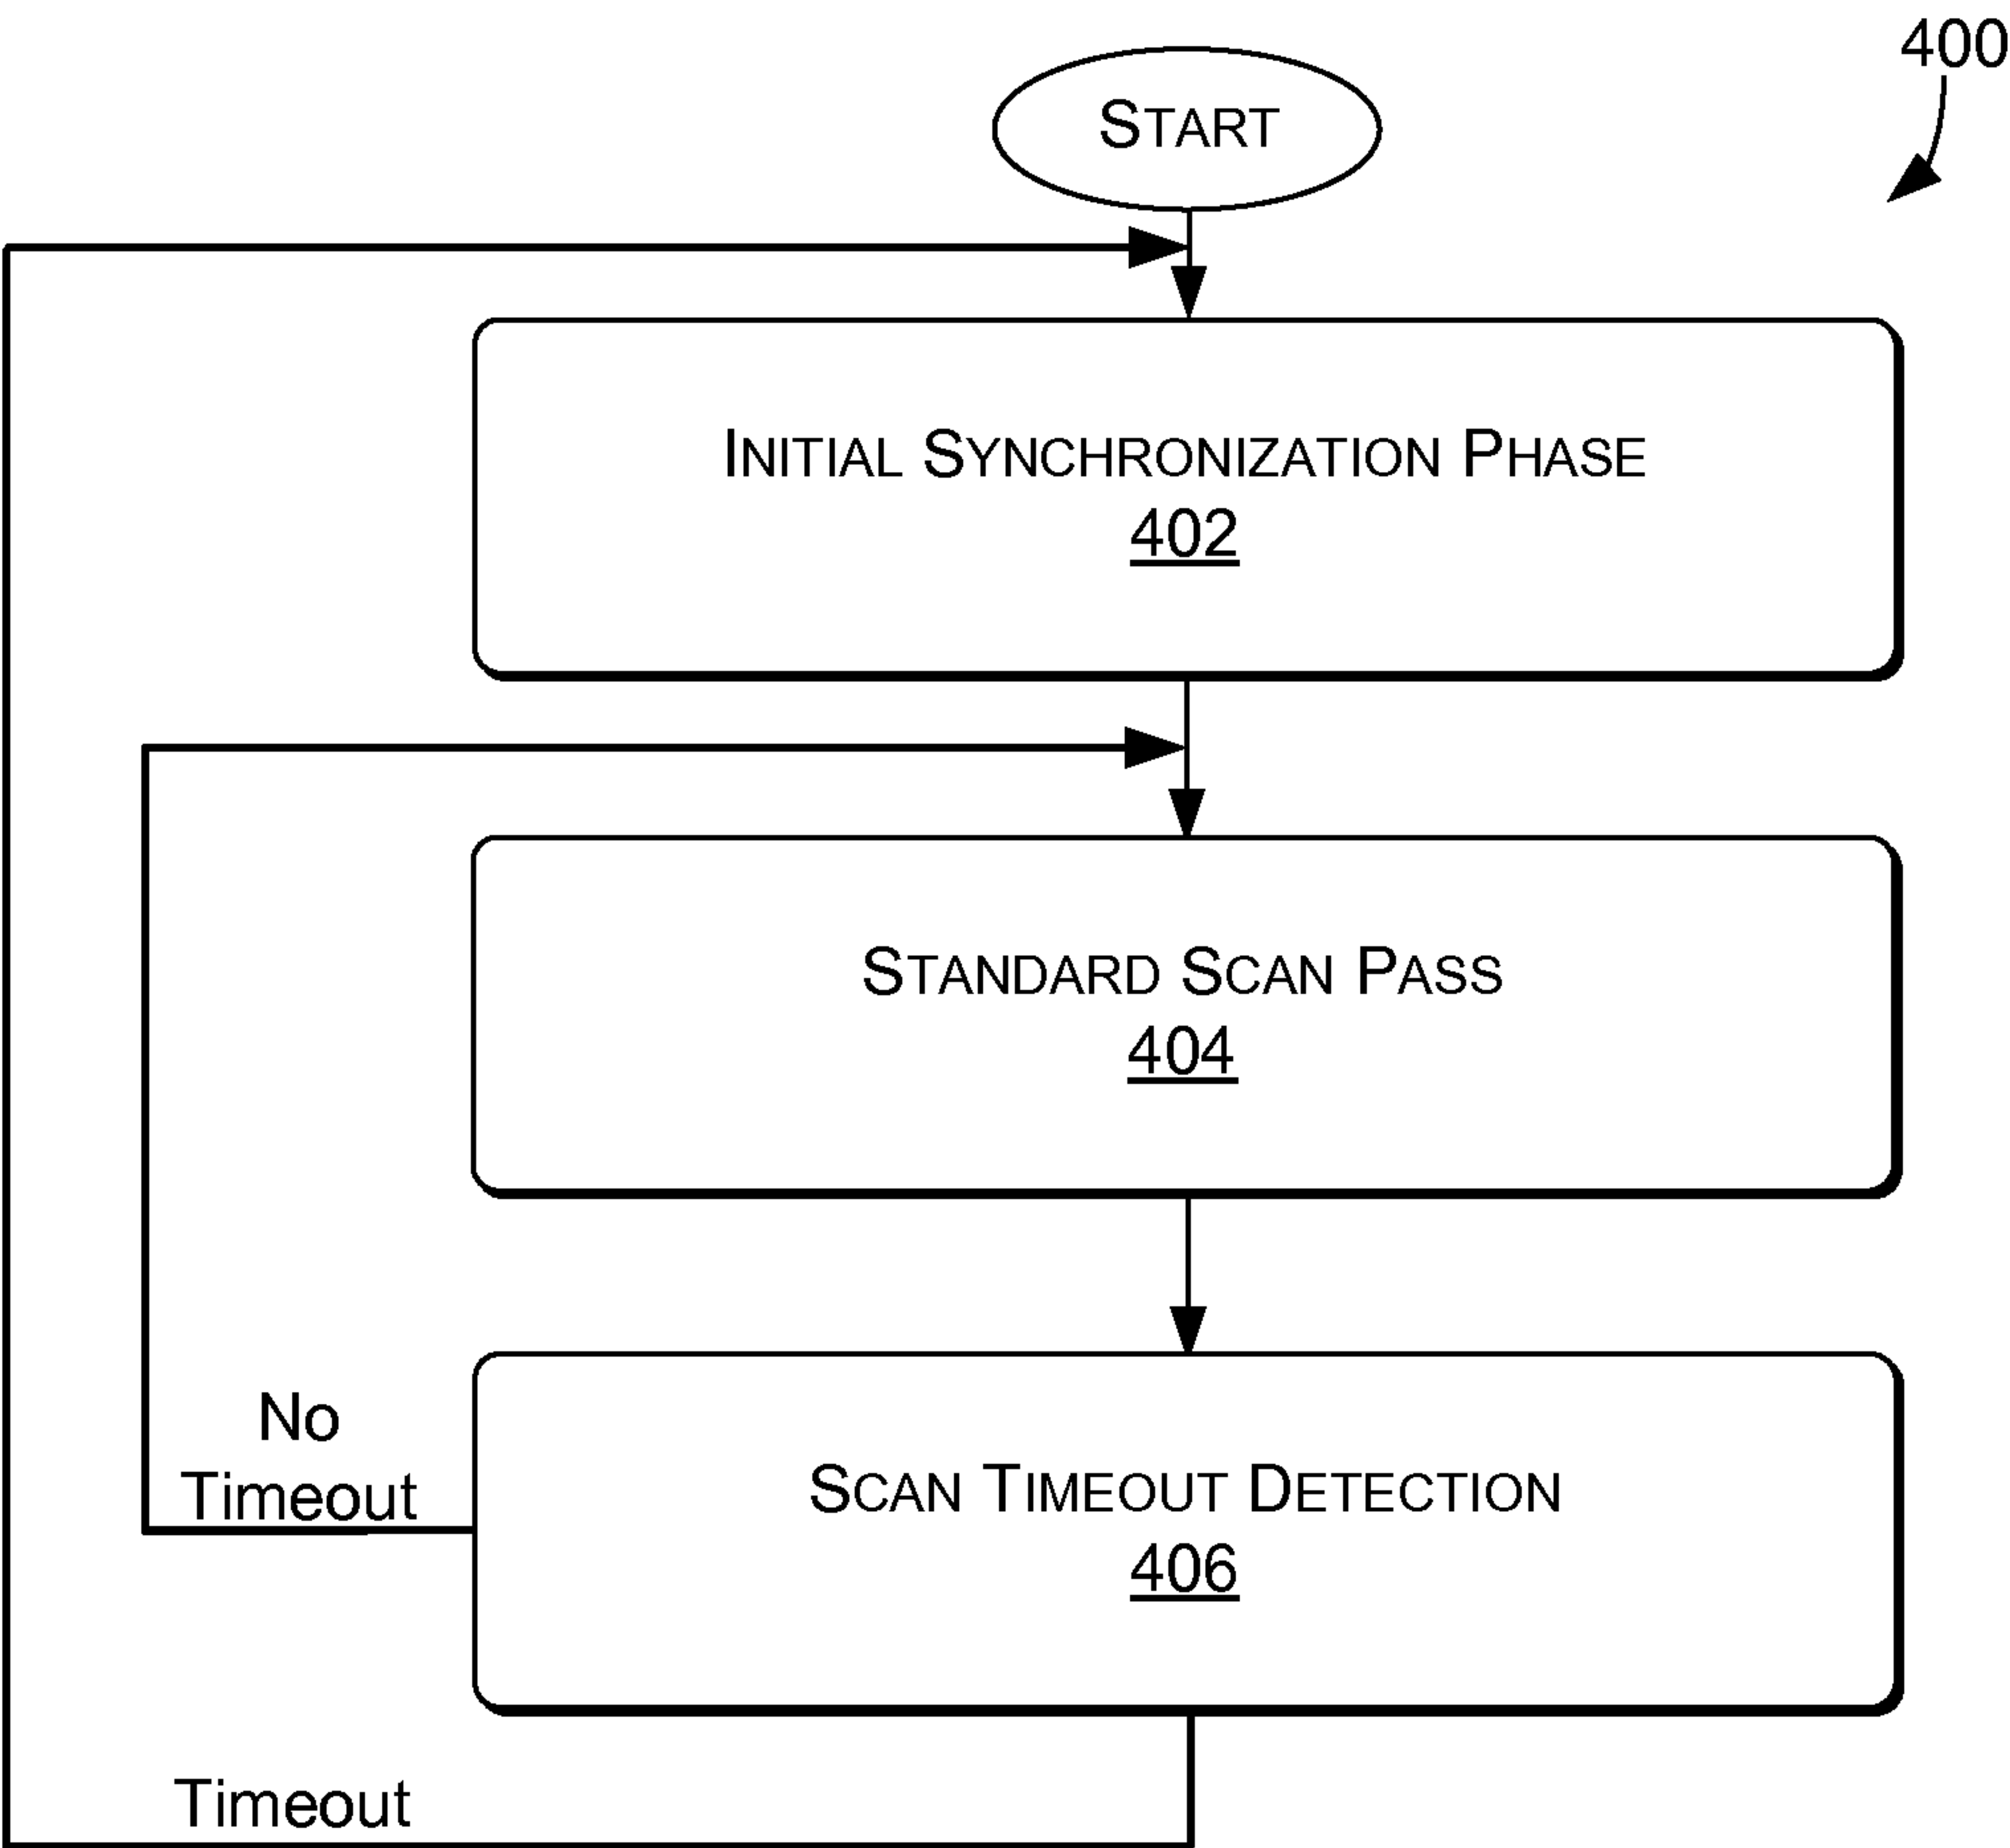 400
START
INITIAL SYNCHRONIZATION PHASE
402
STANDARD SCAN PASS
404
No
Timeout
SCAN TIMEOUT DETECTION
406
Timeout